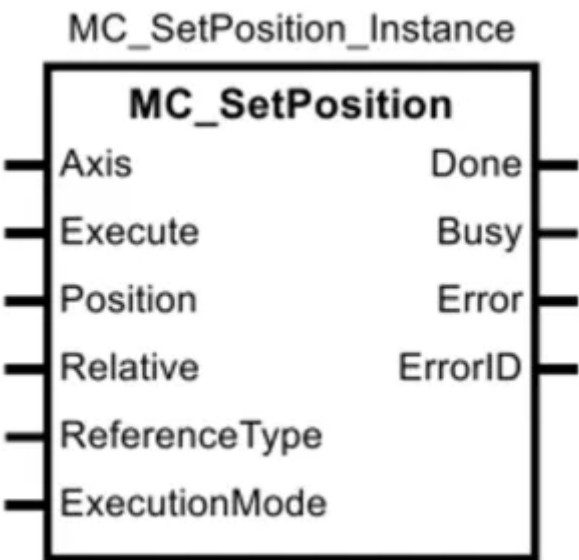 MC_SetPosition_Instance
MC_SetPosition
Axis Done
Execute Busy
Position Error
Relative ErrorID
ReferenceType
ExecutionMode